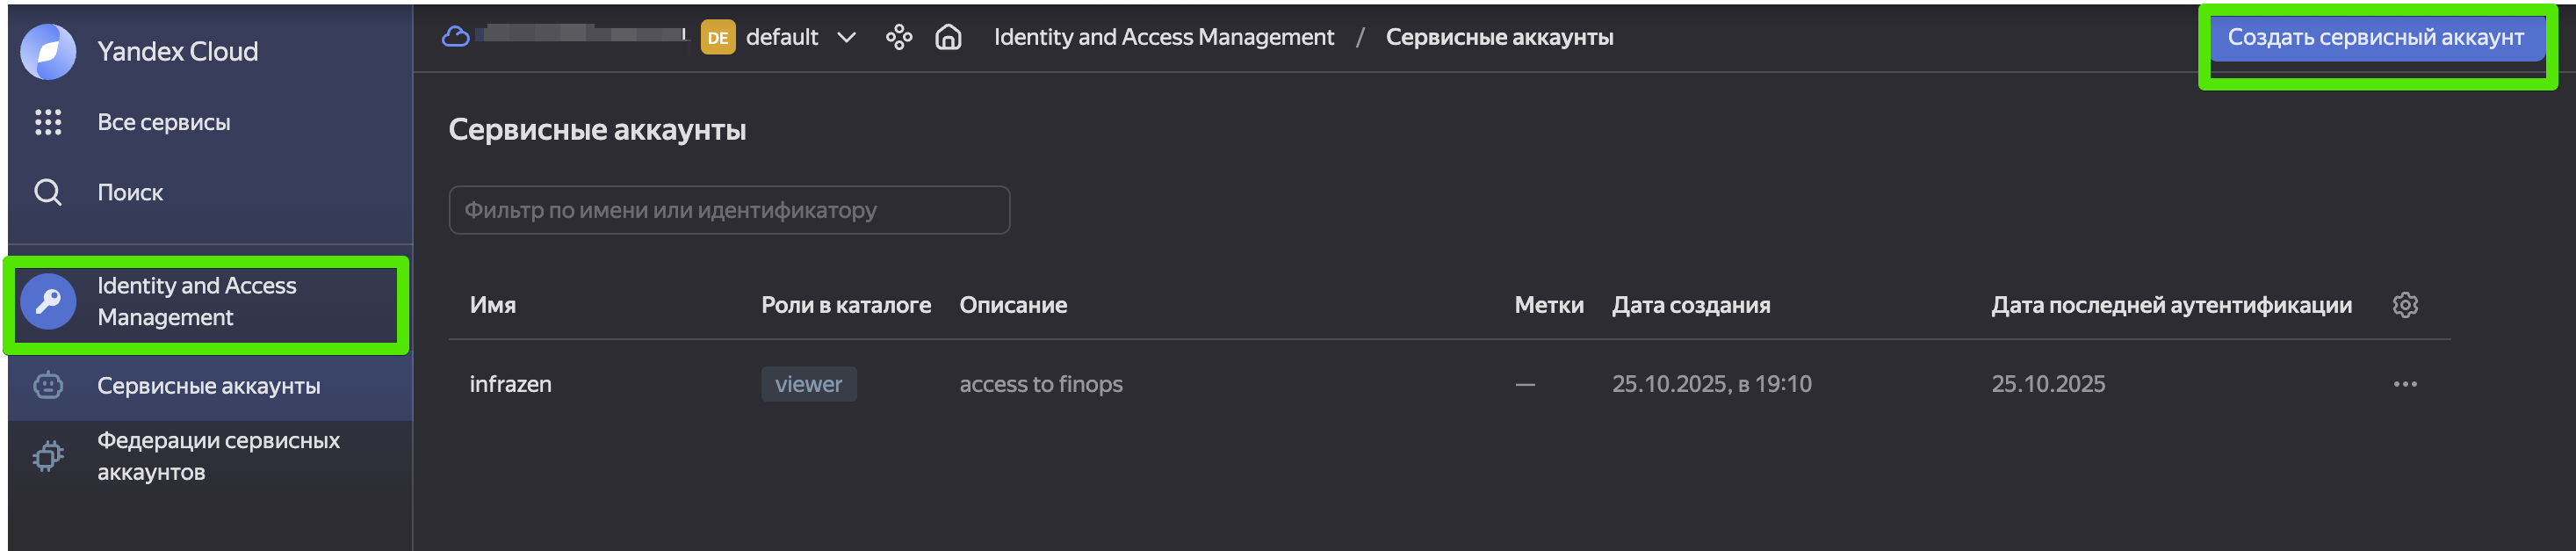 Yandex Cloud
Все сервисы
Поиск
Identity and Access
Management
Сервисные аккаунты
Федерации сервисных
аккаунтов
DE default Identity and Access Management / Сервисные аккаунты
Создать сервисный аккаунт
Сервисные аккаунты
Фильтр по имени или идентификатору
Имя Роли в каталоге Описание Метки Дата создания Дата последней аутентификации
infrazen viewer access to finops — 25.10.2025, в 19:10 25.10.2025